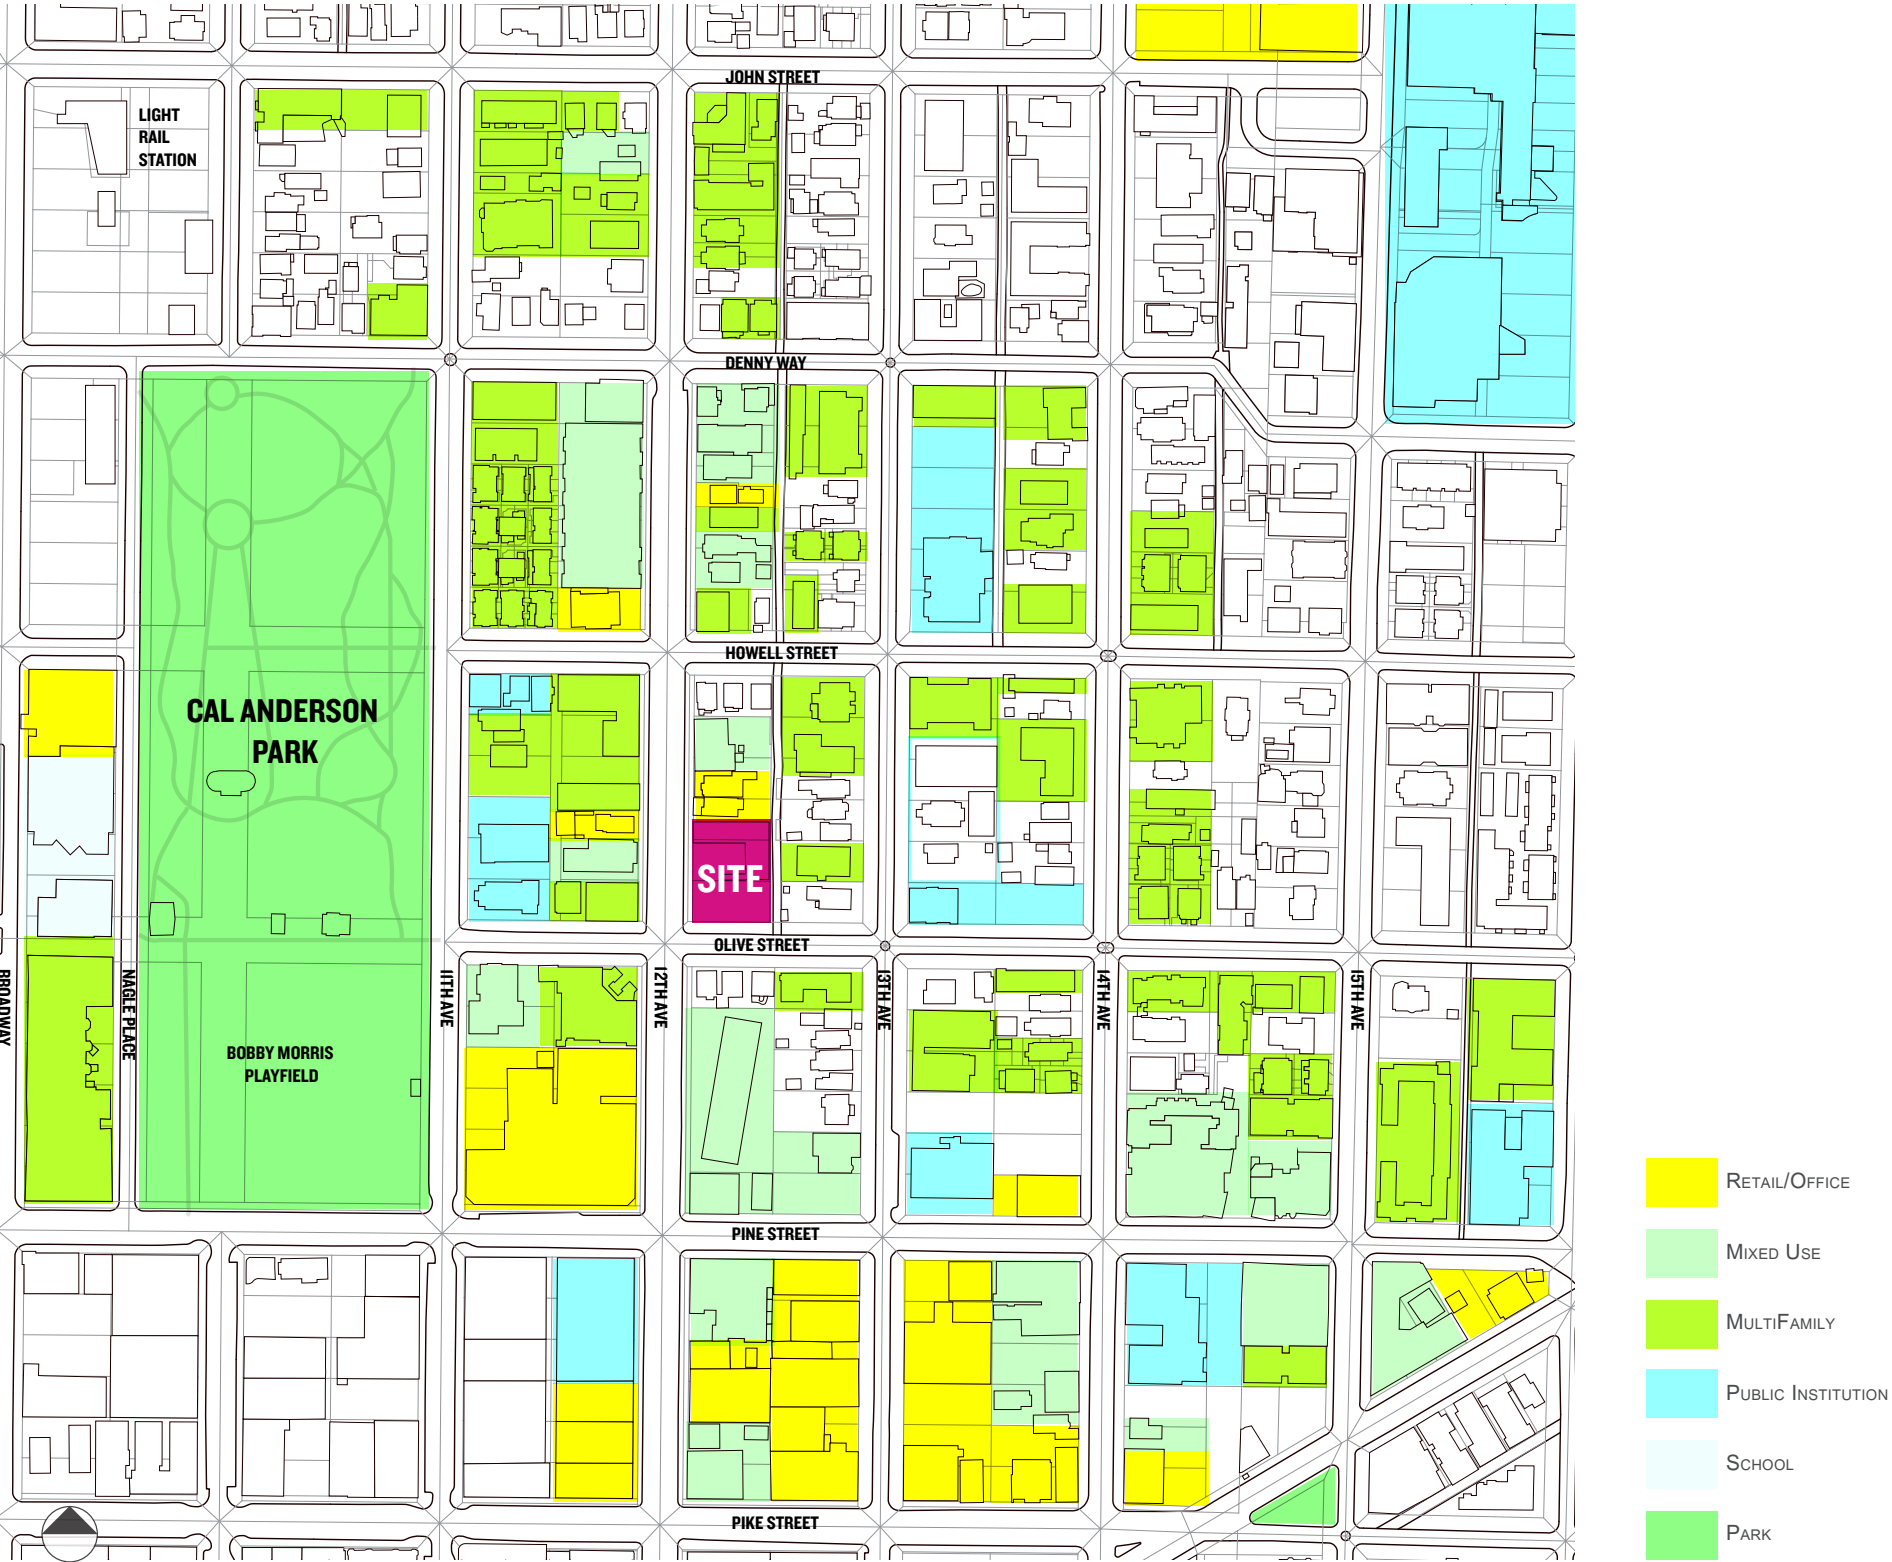 JOHN STREET
LIGHT
RAIL
STATION
DENNY WAY
HOWELL STREET
CAL ANDERSON
PARK
SITE
OLIVE STREET
BROADWAY
NAGLE PLACE
11TH AVE
12TH AVE
13TH AVE
14TH AVE
15TH AVE
BOBBY MORRIS
PLAYFIELD
PINE STREET
PIKE STREET
RETAIL/OFFICE
MIXED USE
MULTIFAMILY
PUBLIC INSTITUTION
SCHOOL
PARK